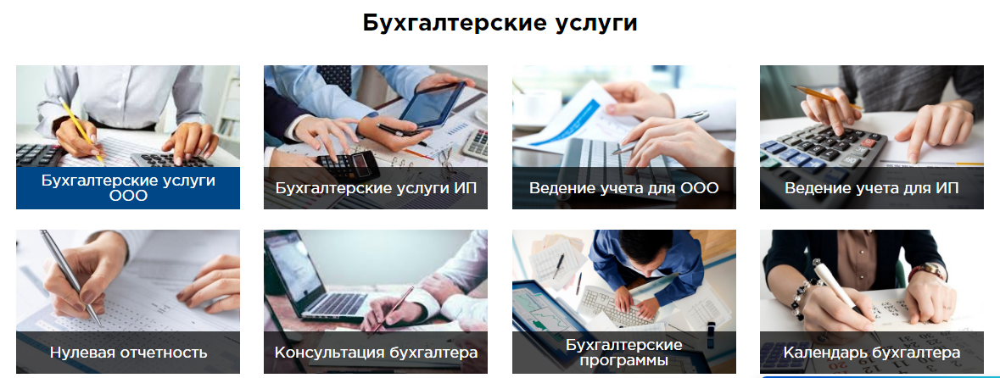 Бухгалтерские услуги
Бухгалтерские услуги
ООО
Бухгалтерские услуги ИП
Ведение учета для ООО
Ведение учета для ИП
Нулевая отчетность
Консультация бухгалтера
Бухгалтерские
программы
Календарь бухгалтера